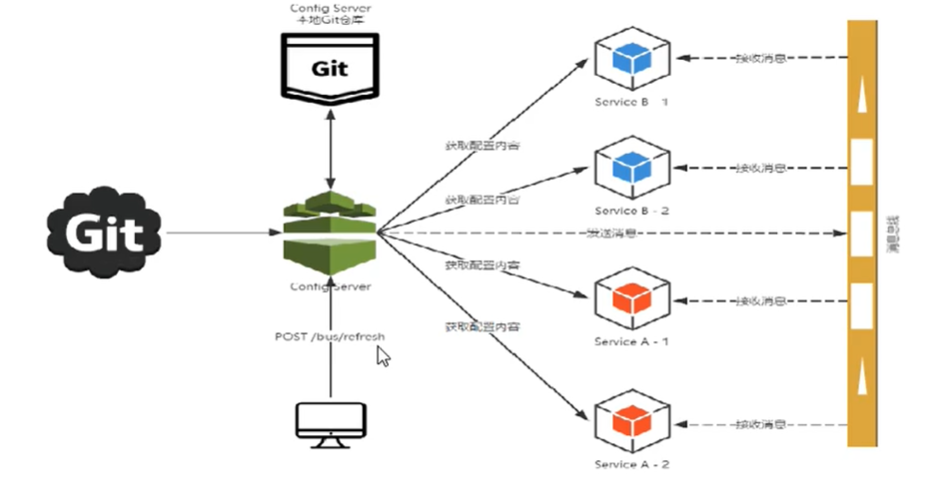 Config Server
本地Git仓库
Git
Service B - 1
接收消息
获取配置内容
Service B - 2
接收消息
获取配置内容
Git
发送消息
消息总线
Config Server
获取配置内容
Service A - 1
接收消息
POST /bus/refresh
获取配置内容
Service A - 2
接收消息